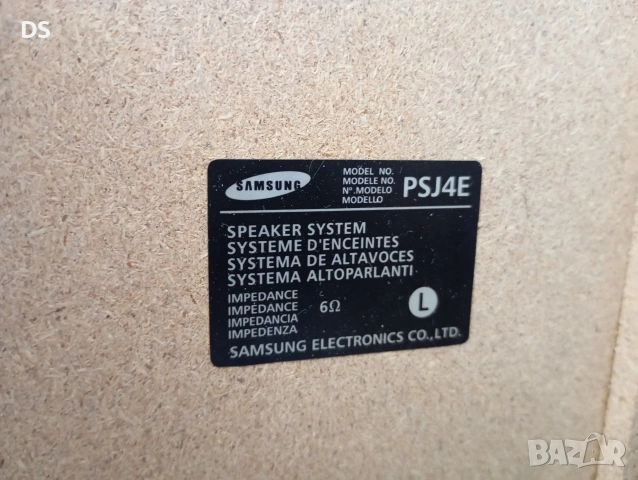 DS
SAMSUNG
MODEL NO.
MODELE NO.
N°.MODELO
MODELLO
PSJ4E
SPEAKER SYSTEM
SYSTEME D'ENCEINTES
SYSTEMA DE ALTAVOCES
SYSTEMA ALTOPARLANTI
IMPEDANCE
IMPÉDANCE
IMPEDANCIA
IMPEDENZA
6Ω
L
SAMSUNG ELECTRONICS CO.,LTD.
BAZAR